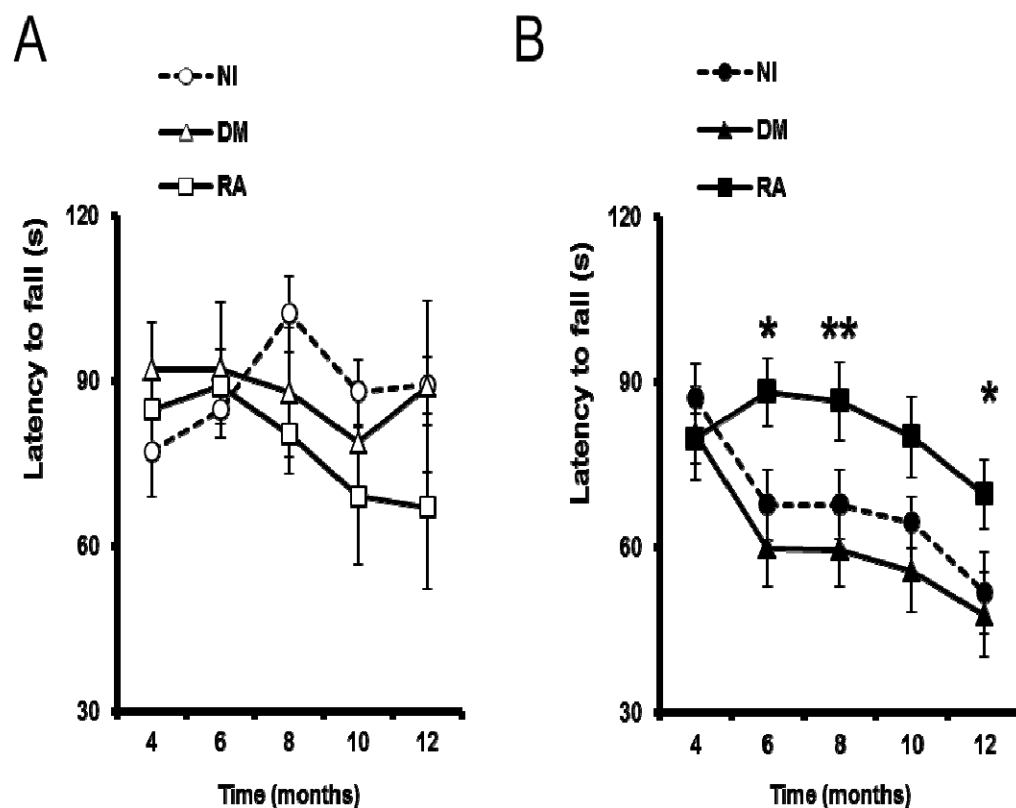 A
NI
DM
RA
Latency to fall (s)
120
90
60
30
4 6 8 10 12
Time (months)
B
NI
DM
RA
Latency to fall (s)
120
90
60
30
* ** *
4 6 8 10 12
Time (months)